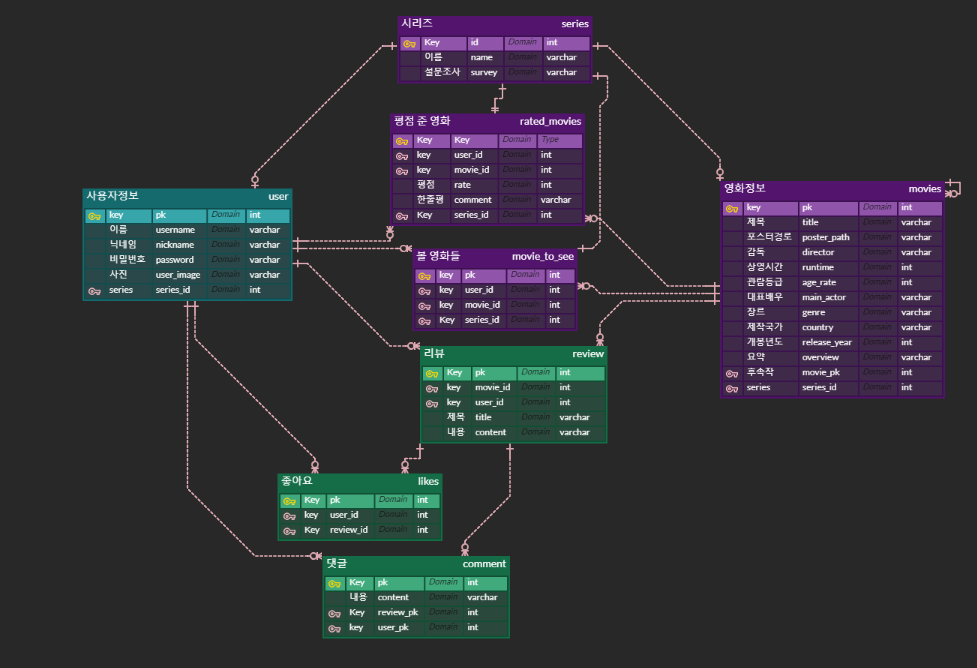 시리즈 series
Key id Domain int
이름 name Domain varchar
설문조사 survey Domain varchar
평점 준 영화 rated_movies
Key Key Domain Type
key user_id Domain int
key movie_id Domain int
평점 rate Domain int
한줄평 comment Domain varchar
Key series_id Domain int
사용자정보 user
key pk Domain int
이름 username Domain varchar
닉네임 nickname Domain varchar
비밀번호 password Domain varchar
사진 user_image Domain varchar
series series_id Domain int
영화정보 movies
key pk Domain int
제목 title Domain varchar
포스터경로 poster_path Domain varchar
감독 director Domain varchar
상영시간 runtime Domain int
관람등급 age_rate Domain int
대표배우 main_actor Domain varchar
장르 genre Domain varchar
제작국가 country Domain varchar
개봉년도 release_year Domain int
요약 overview Domain varchar
후속작 movie_pk Domain int
series series_id Domain int
볼 영화들 movie_to_see
key pk Domain int
key user_id Domain int
key movie_id Domain int
Key series_id Domain int
리뷰 review
Key pk Domain int
key movie_id Domain int
key user_id Domain int
제목 title Domain varchar
내용 content Domain varchar
좋아요 likes
Key pk Domain int
key user_id Domain int
Key review_id Domain int
댓글 comment
Key pk Domain int
내용 content Domain varchar
Key review_pk Domain int
key user_pk Domain int